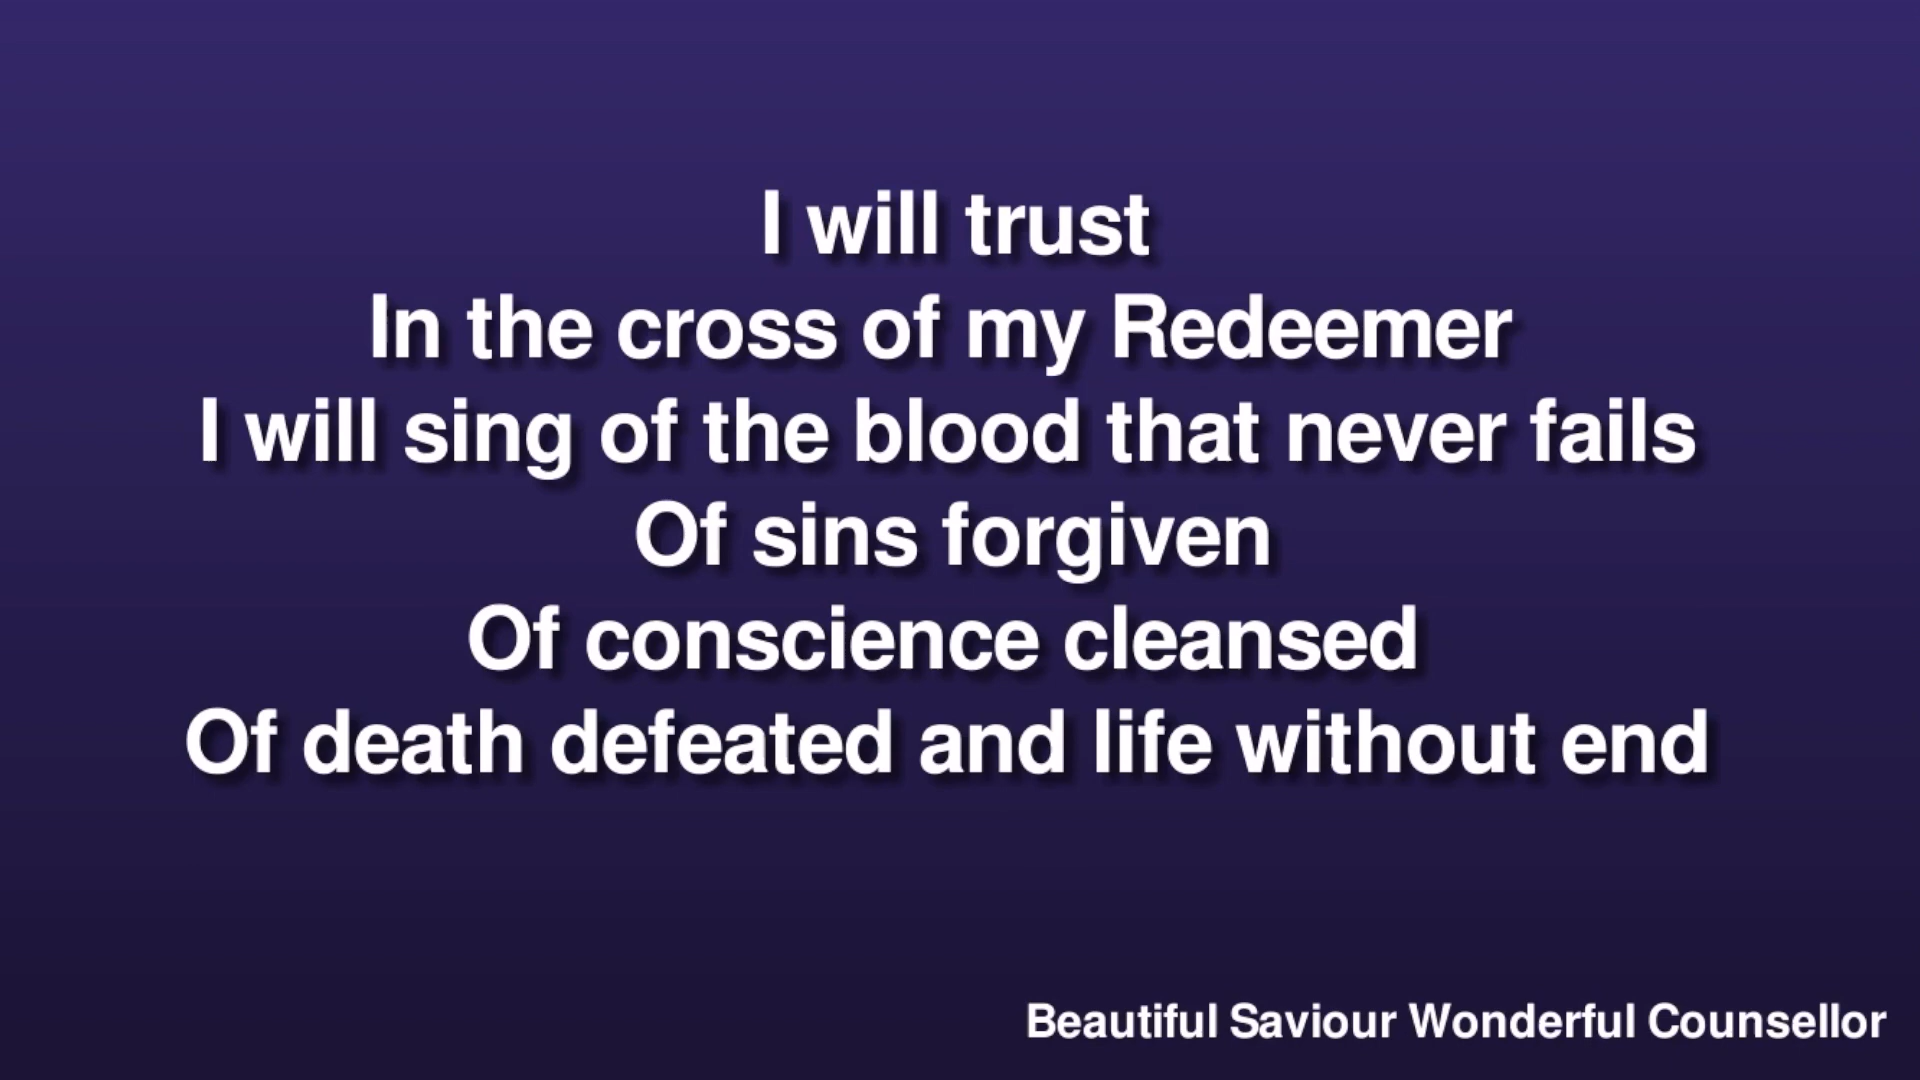 I will trust
In the cross of my Redeemer
I will sing of the blood that never fails
Of sins forgiven
Of conscience cleansed
Of death defeated and life without end
Beautiful Saviour Wonderful Counsellor